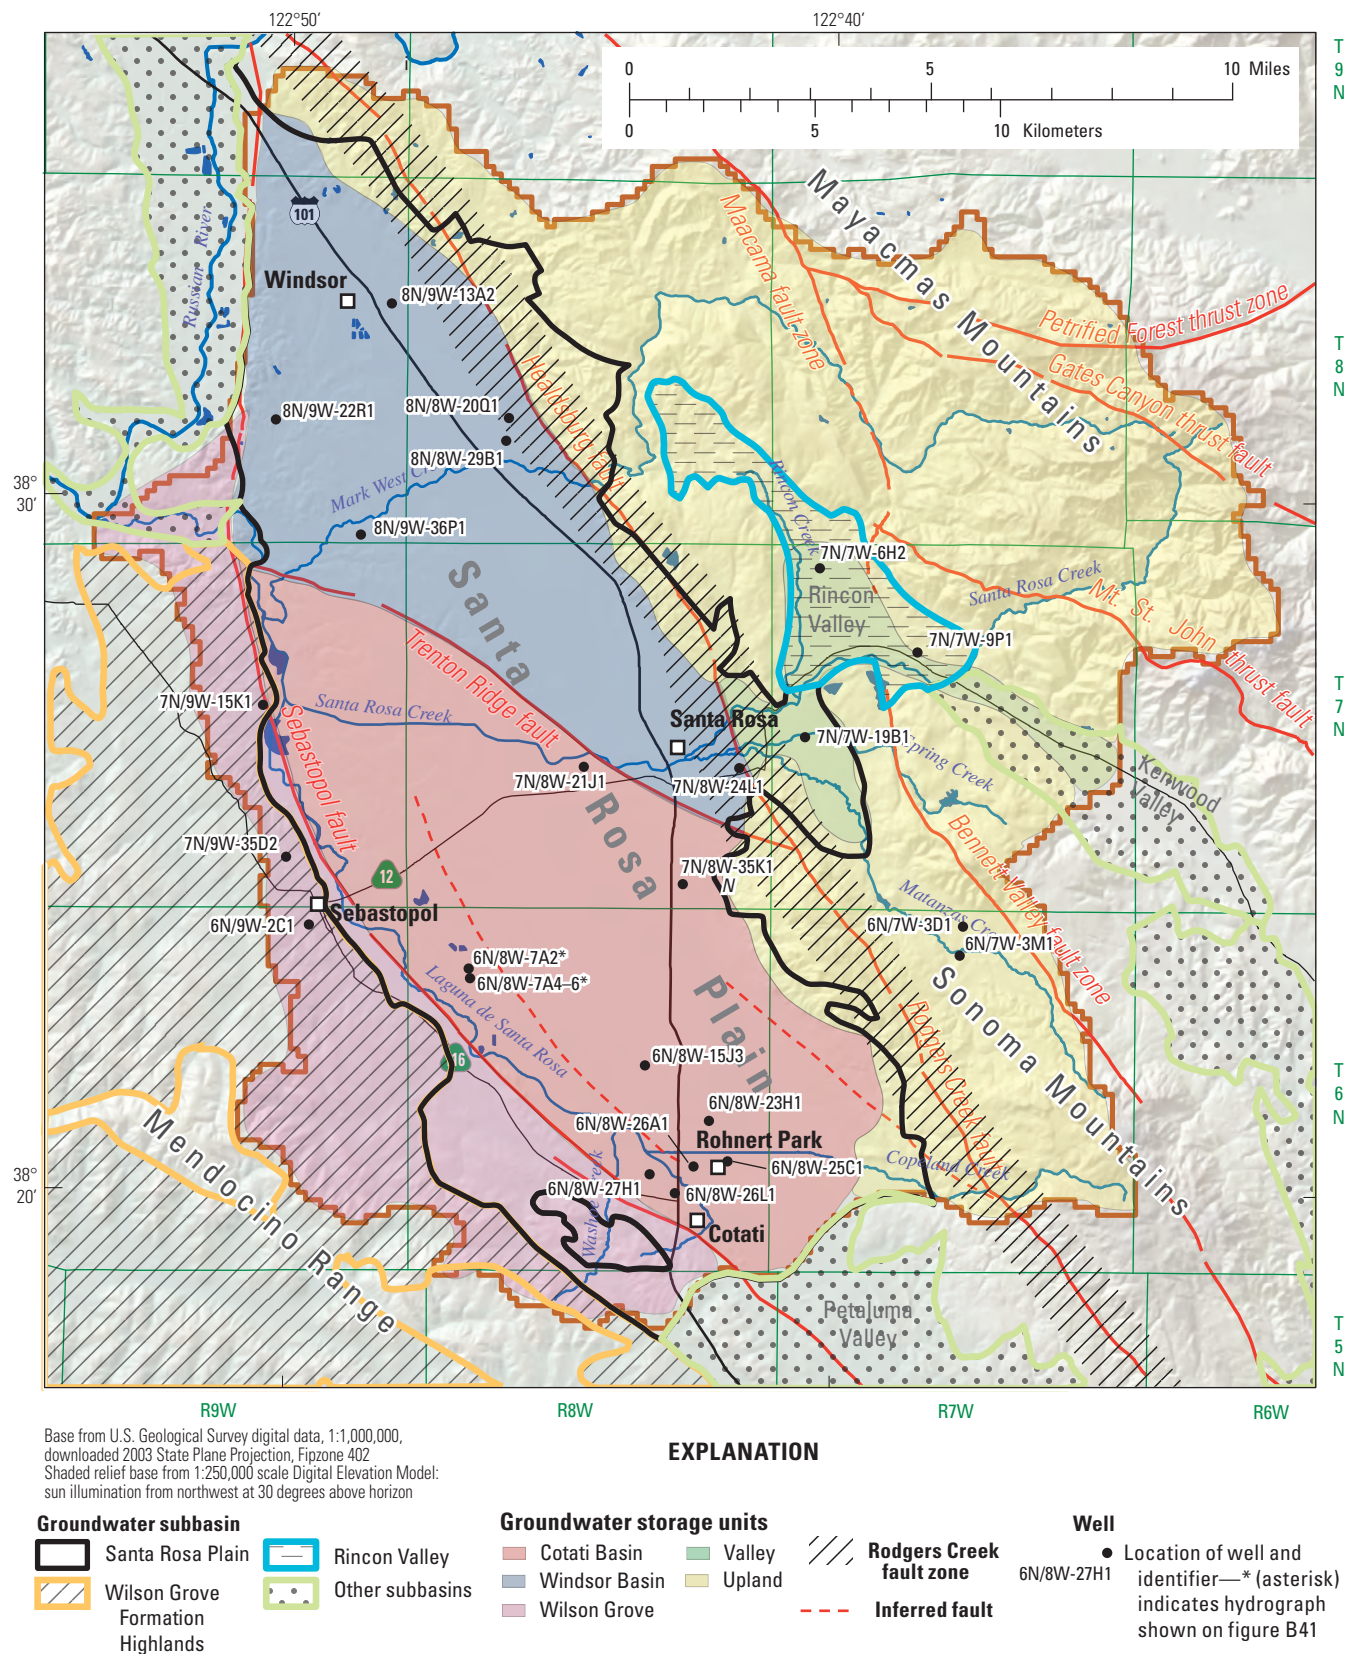 122°50'
122°40'
0
5
10 Miles
0
5
10
Kilometers
T
9
N
T
8
N
T
7
N
T
6
N
T
5
N
38°
30'
38°
20'
Mayacmas Mountains
Maacama fault zone
Petrified Forest thrust zone
Gates Canyon thrust fault
Russian River
101
Windsor
8N/9W-13A2
Healdsburg fault
8N/9W-22R1
8N/8W-20Q1
8N/8W-29B1
Mark West Cr
8N/9W-36P1
Rincon Creek
7N/7W-6H2
Rincon
Valley
Santa Rosa Creek
Mt. St. John thrust fault
7N/7W-9P1
Santa Rosa Plain
Trenton Ridge fault
7N/9W-15K1
Sebastopol fault
Santa Rosa Creek
Santa Rosa
7N/7W-19B1
Spring Creek
Kenwood
Valley
7N/8W-21J1
7N/8W-24L1
Bennett Valley fault zone
7N/9W-35D2
12
7N/8W-35K1
N
Matanzas Cr
Sebastopol
6N/9W-2C1
6N/7W-3D1
6N/7W-3M1
6N/8W-7A2*
6N/8W-7A4–6*
Laguna de Santa Rosa
Sonoma Mountains
Rodgers Creek fault
116
6N/8W-15J3
6N/8W-23H1
6N/8W-26A1
Rohnert Park
6N/8W-25C1
Copeland Creek
6N/8W-27H1
6N/8W-26L1
Cotati
Mendocino Range
Petaluma
Valley
R9W
R8W
R7W
R6W
Base from U.S. Geological Survey digital data, 1:1,000,000,
downloaded 2003 State Plane Projection, Fipzone 402
Shaded relief base from 1:250,000 scale Digital Elevation Model:
sun illumination from northwest at 30 degrees above horizon
EXPLANATION
Groundwater subbasin
Santa Rosa Plain
Wilson Grove
Formation
Highlands
Rincon Valley
Other subbasins
Groundwater storage units
Cotati Basin
Windsor Basin
Wilson Grove
Valley
Upland
Rodgers Creek
fault zone
Inferred fault
Well
6N/8W-27H1
Location of well and
identifier—* (asterisk)
indicates hydrograph
shown on figure B41